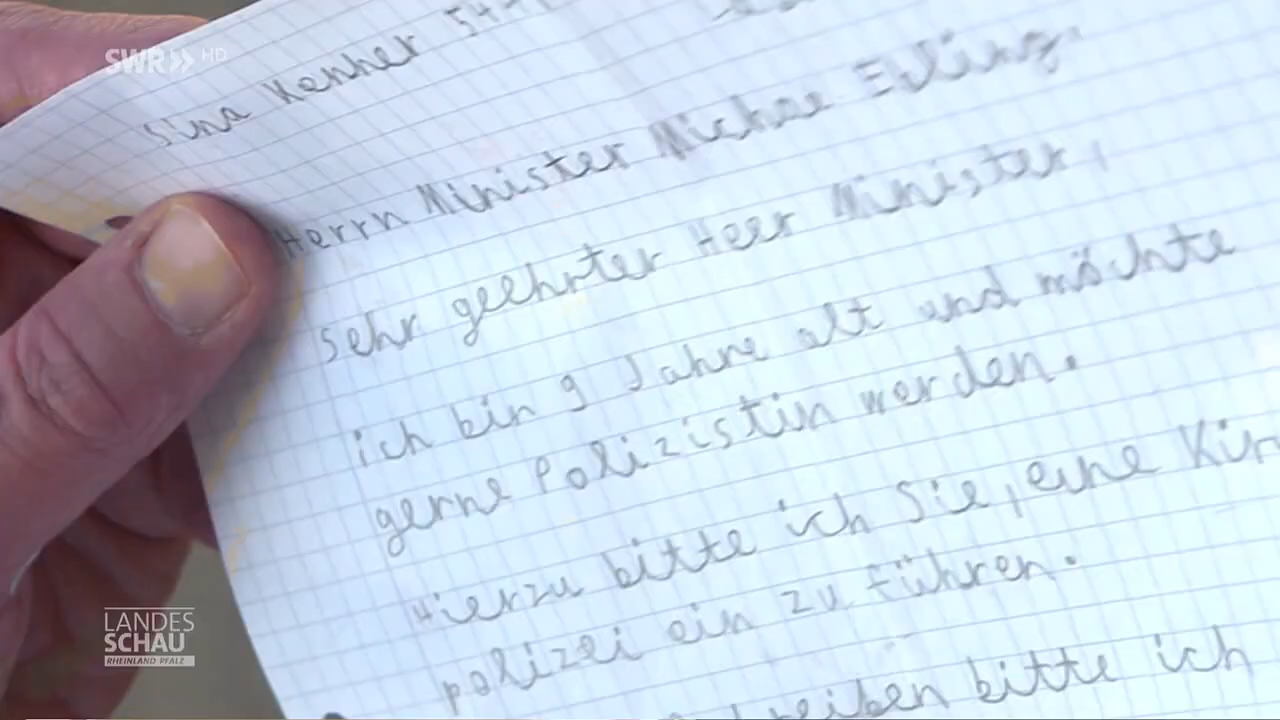 SWR>> HD
Sina Kenner
Herrn Minister Michae Ebling.
Sehr geehrter Heer Minister,
ich bin 9 Jahre alt und möchte
gerne Polizistin werden.
Hierzu bitte ich Sie, eine
polizei ein zu führen.
bitte ich
LANDES
SCHAU
RHEINLAND PFALZ